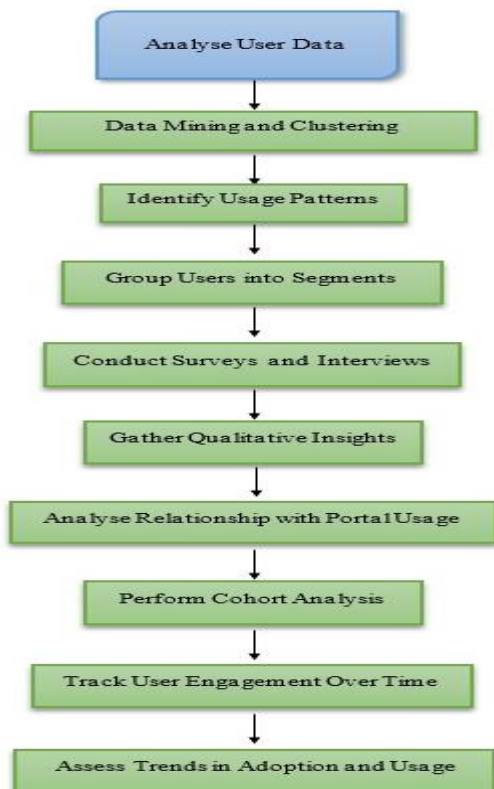 Analyse User Data
Data Mining and Clustering
Identify Usage Patterns
Group Users into Segments
Conduct Surveys and Interviews
Gather Qualitative Insights
Analyse Relationship with Portal Usage
Perform Cohort Analysis
Track User Engagement Over Time
Assess Trends in Adoption and Usage